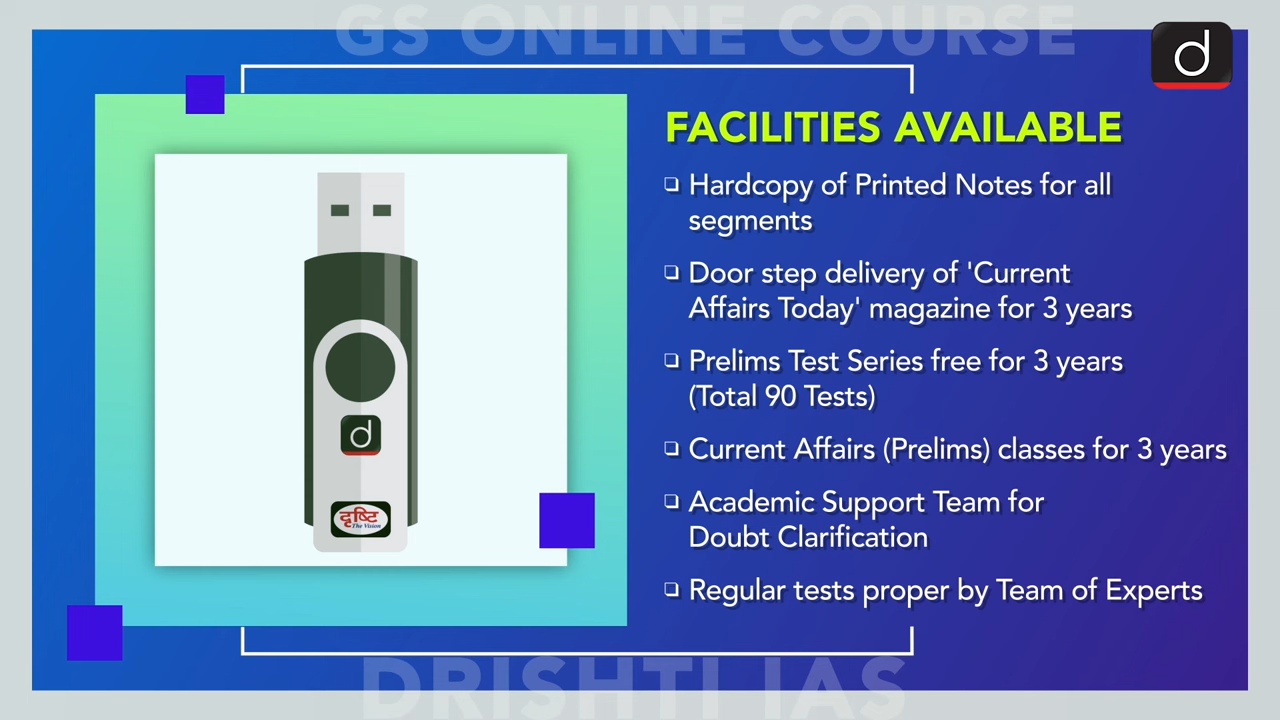 GS ONLINE COURSE
d
FACILITIES AVAILABLE
❏ Hardcopy of Printed Notes for all
segments
❏ Door step delivery of 'Current
Affairs Today' magazine for 3 years
❏ Prelims Test Series free for 3 years
(Total 90 Tests)
❏ Current Affairs (Prelims) classes for 3 years
❏ Academic Support Team for
Doubt Clarification
❏ Regular tests proper by Team of Experts
d
दृष्टि
The Vision
DRISHTI IAS